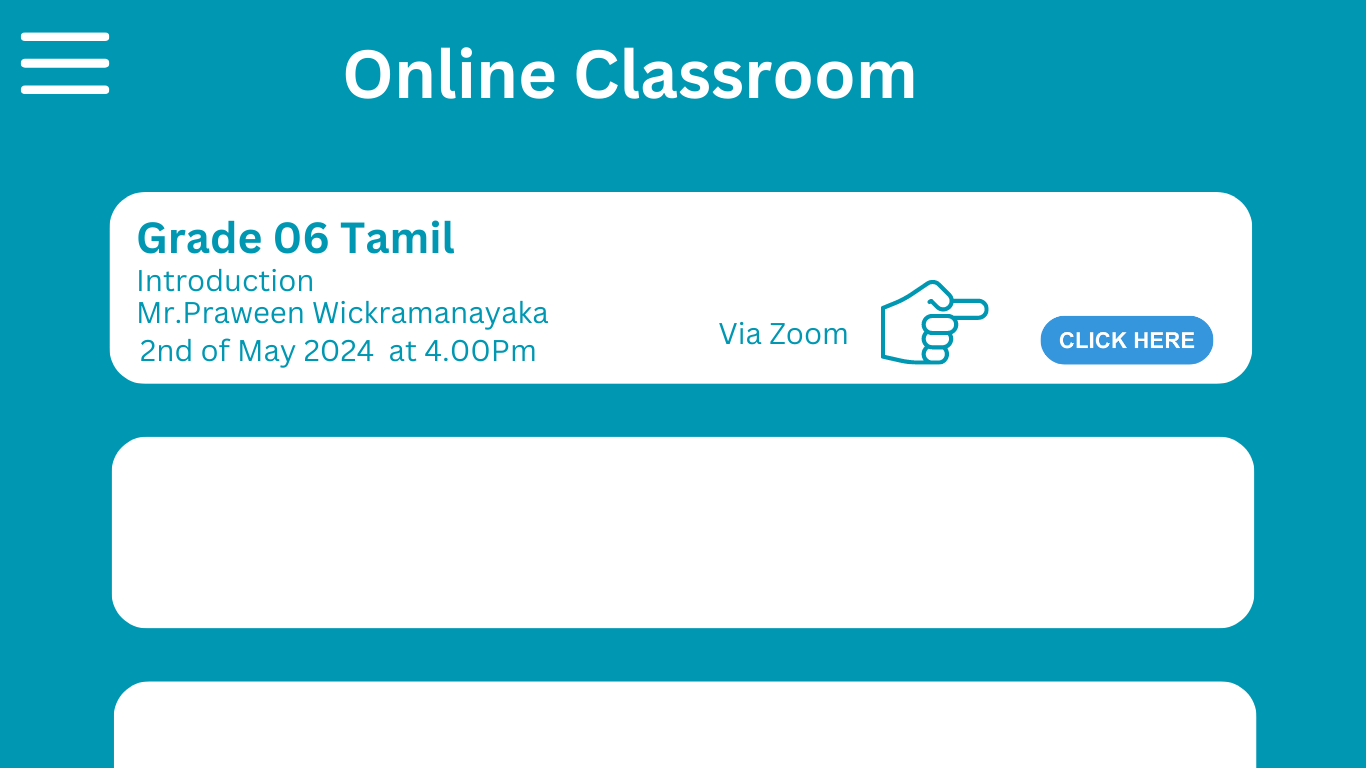 Online Classroom
Grade 06 Tamil
Introduction
Mr.Praween Wickramanayaka
2nd of May 2024  at 4.00Pm
Via Zoom
CLICK HERE